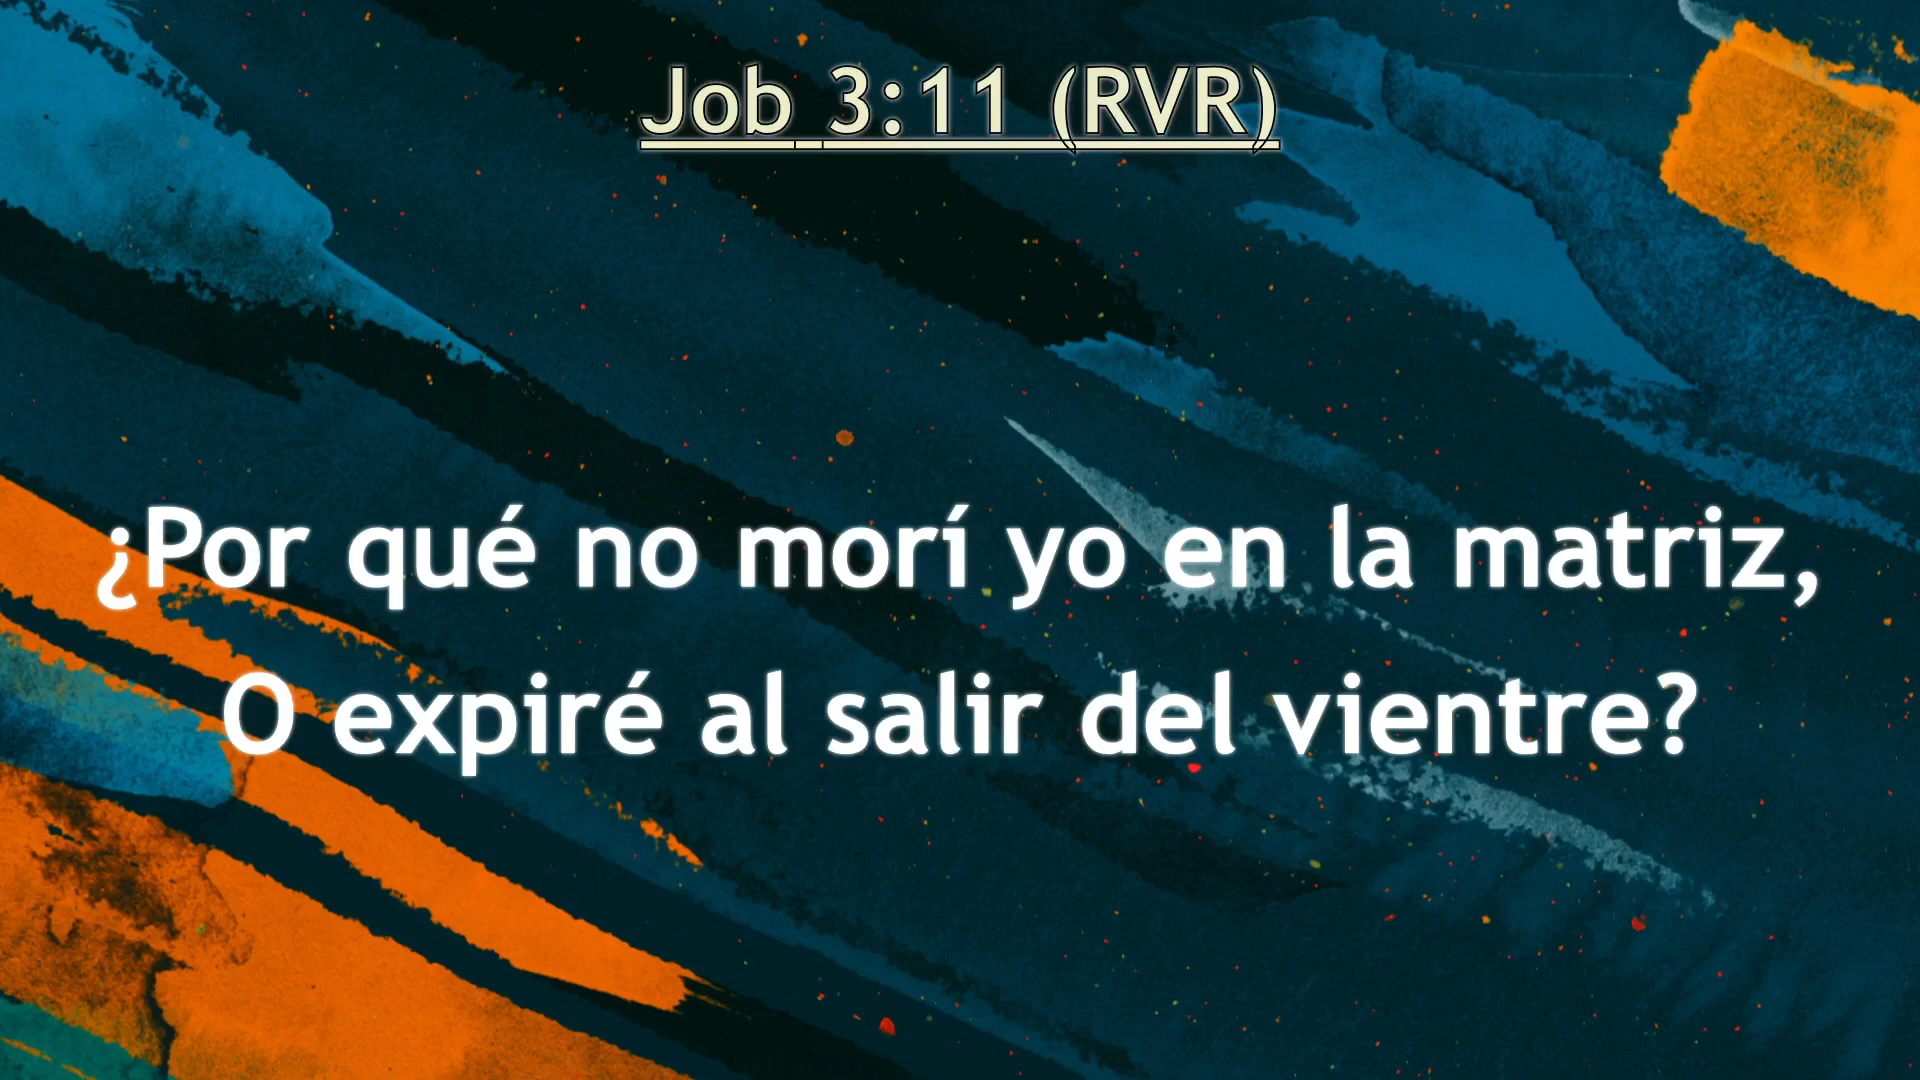 Job 3:11 (RVR)
¿Por qué no morí yo en la matriz,
O expiré al salir del vientre?